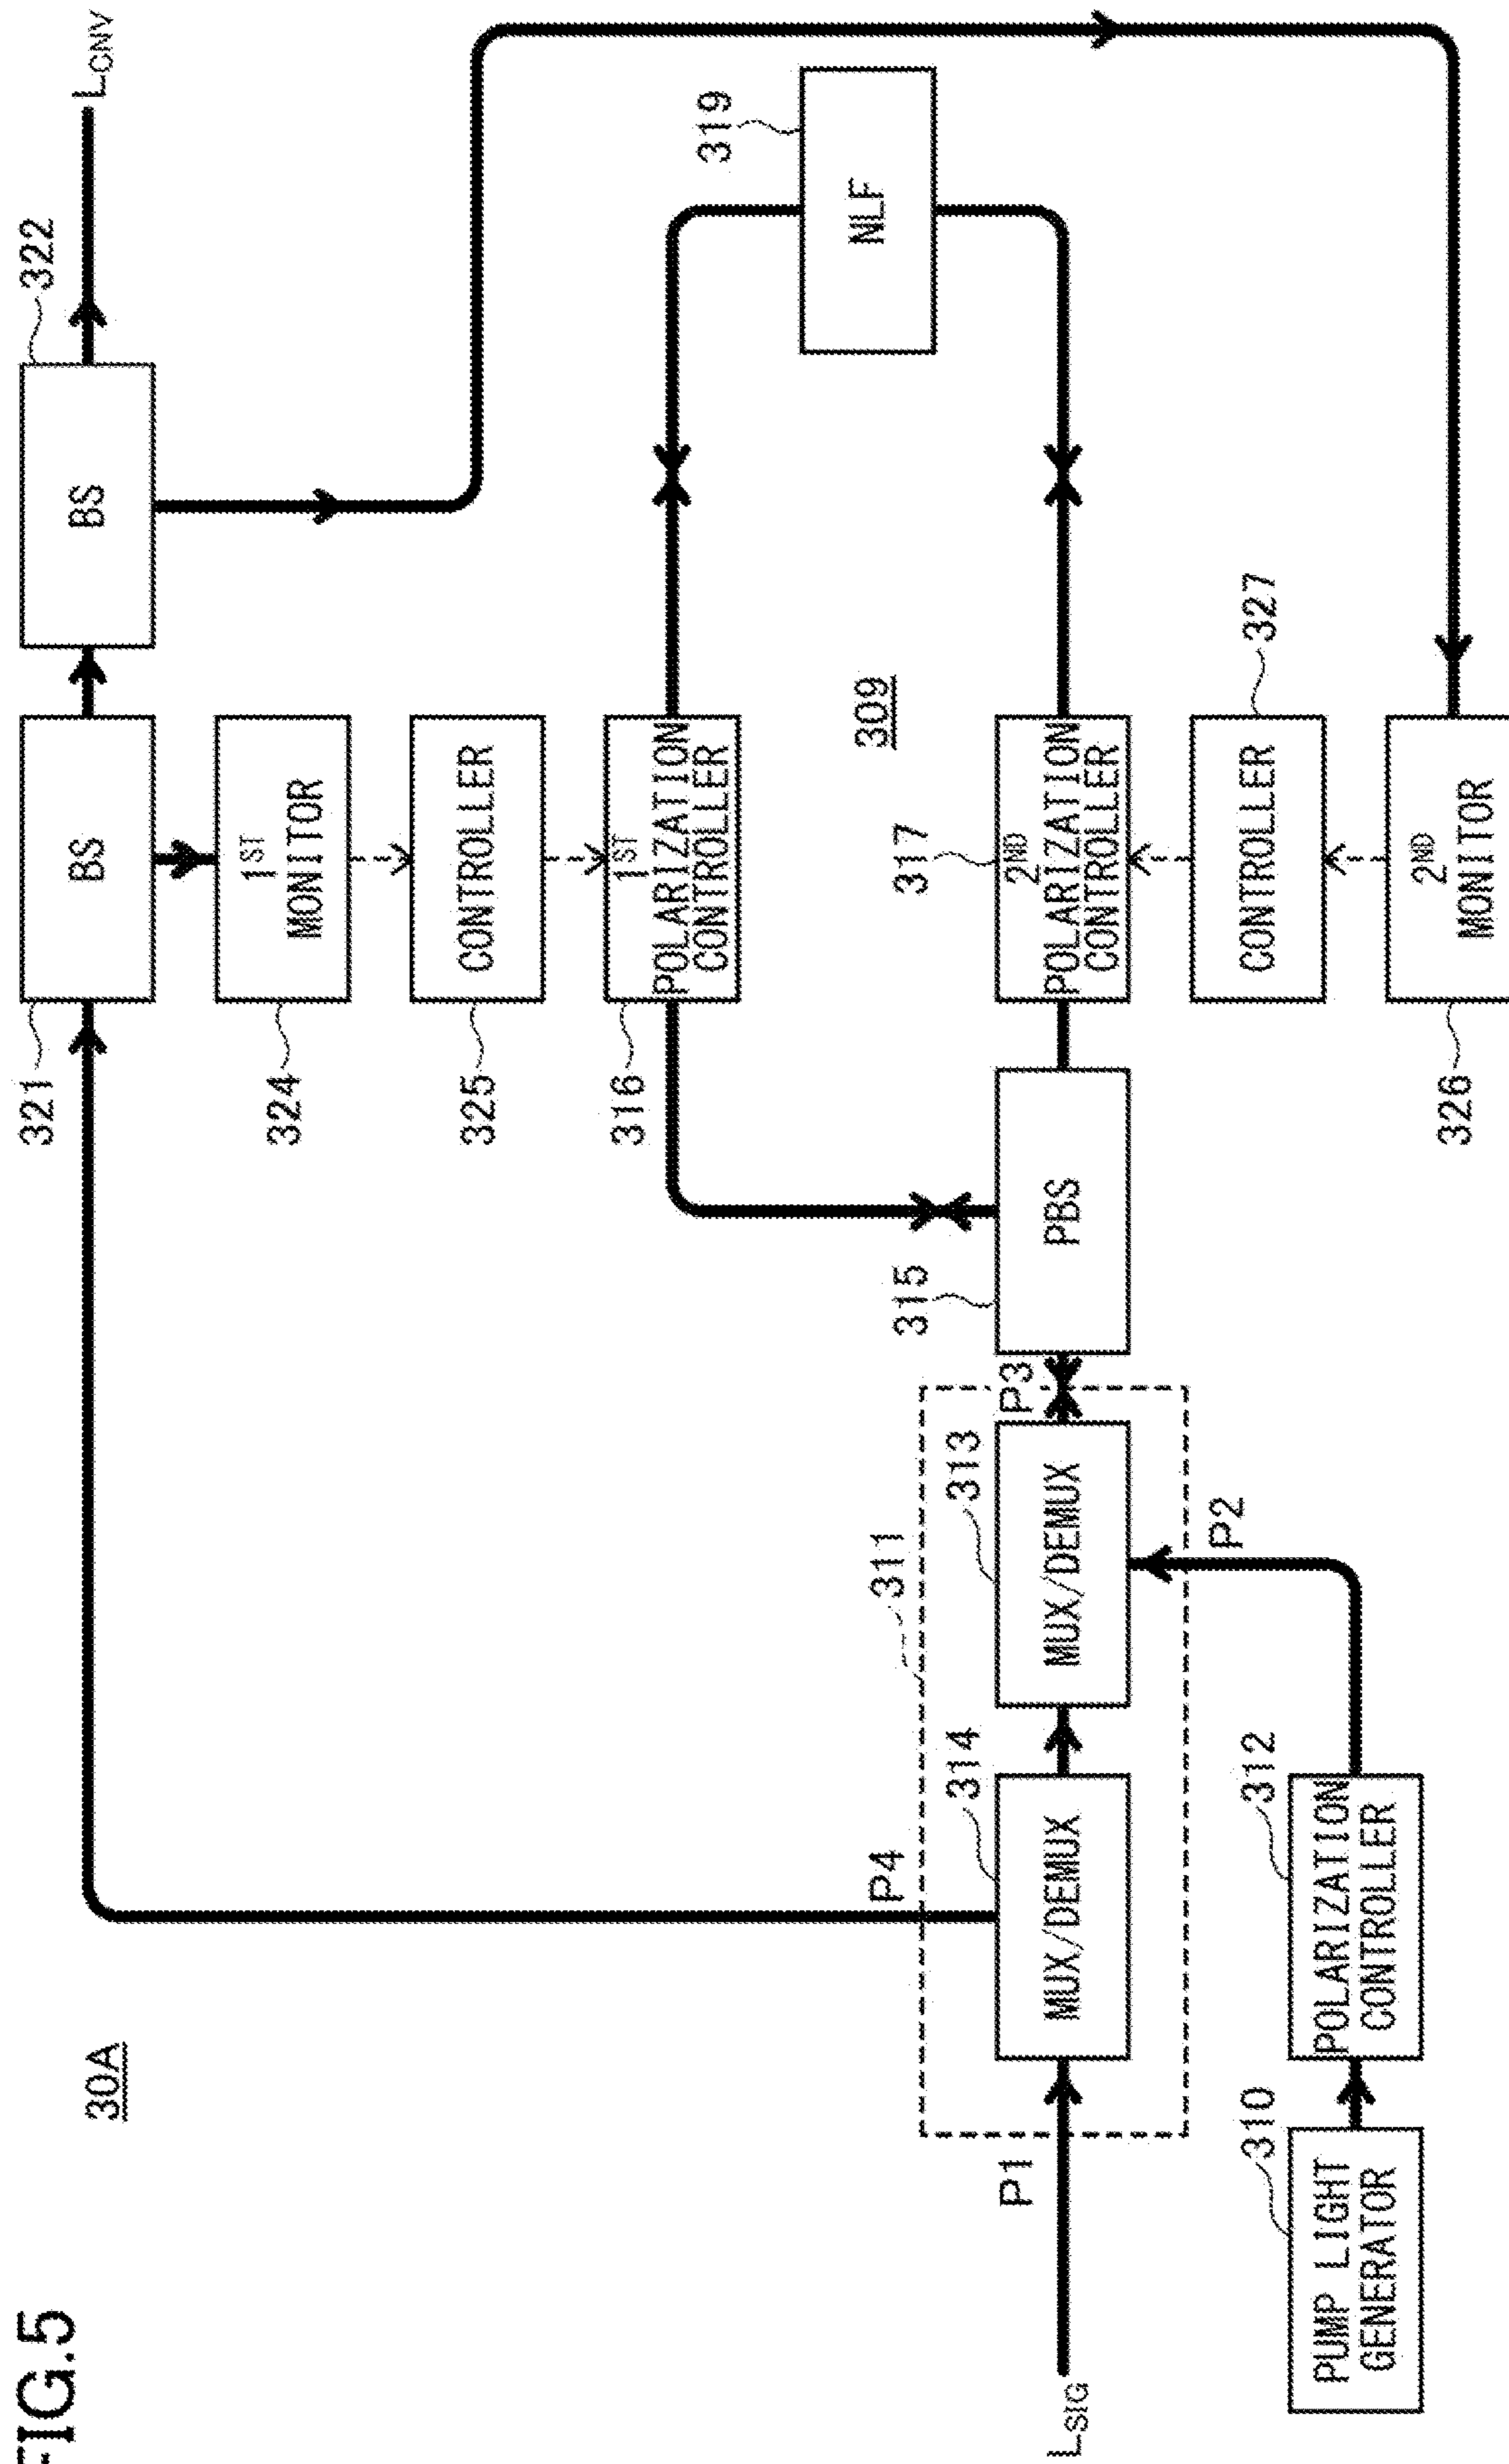 FIG.5
30A
L_CNV
322
BS
321
BS
324
1ST
MONITOR
325
CONTROLLER
316
1ST
POLARIZATION
CONTROLLER
319
NLF
309
317
2ND
POLARIZATION
CONTROLLER
327
CONTROLLER
326
2ND
MONITOR
315
PBS
311
P3
313
MUX/DEMUX
314
MUX/DEMUX
P4
P2
P1
L_SIG
312
POLARIZATION
CONTROLLER
310
PUMP LIGHT
GENERATOR